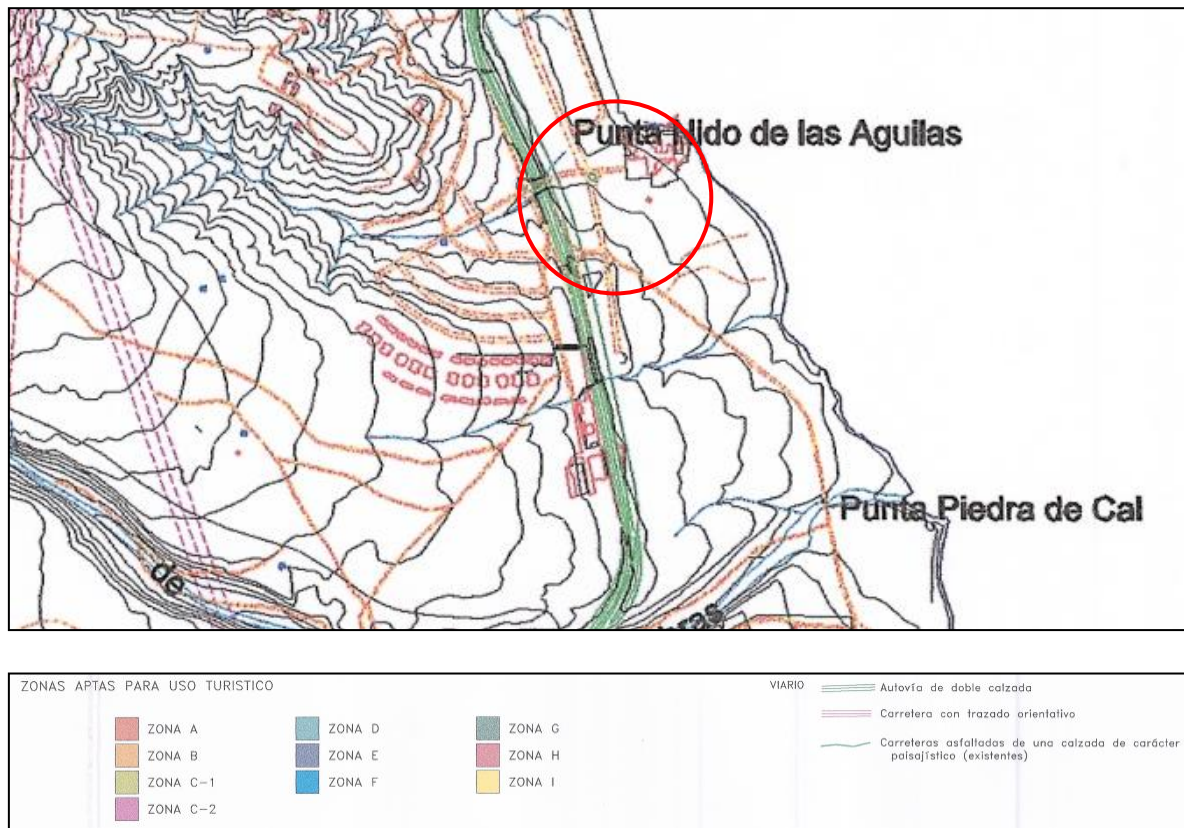 Punta Nido de las Aguilas
Punta Piedra de Cal
de
ZONAS APTAS PARA USO TURISTICO
ZONA A
ZONA B
ZONA C-1
ZONA C-2
ZONA D
ZONA E
ZONA F
ZONA G
ZONA H
ZONA I
VIARIO
Autovía de doble calzada
Carretera con trazado orientativo
Carreteras asfaltadas de una calzada de carácter
paisajístico (existentes)